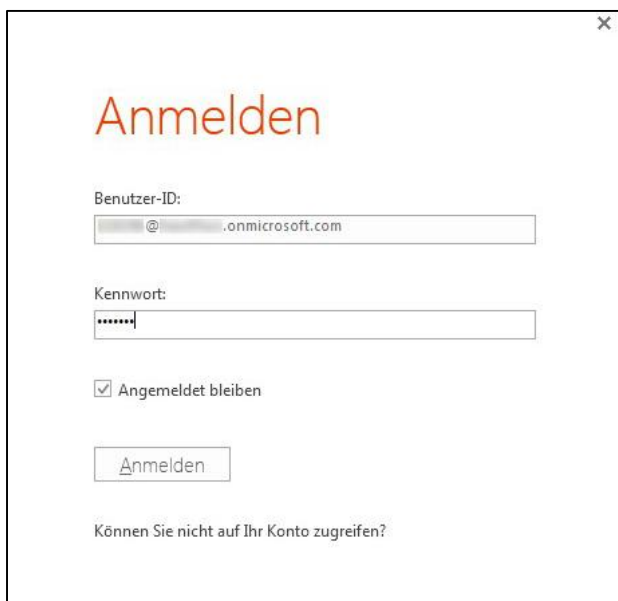 Anmelden
Benutzer-ID:
@ .onmicrosoft.com
Kennwort:
•••••••
Angemeldet bleiben
Anmelden
Können Sie nicht auf Ihr Konto zugreifen?